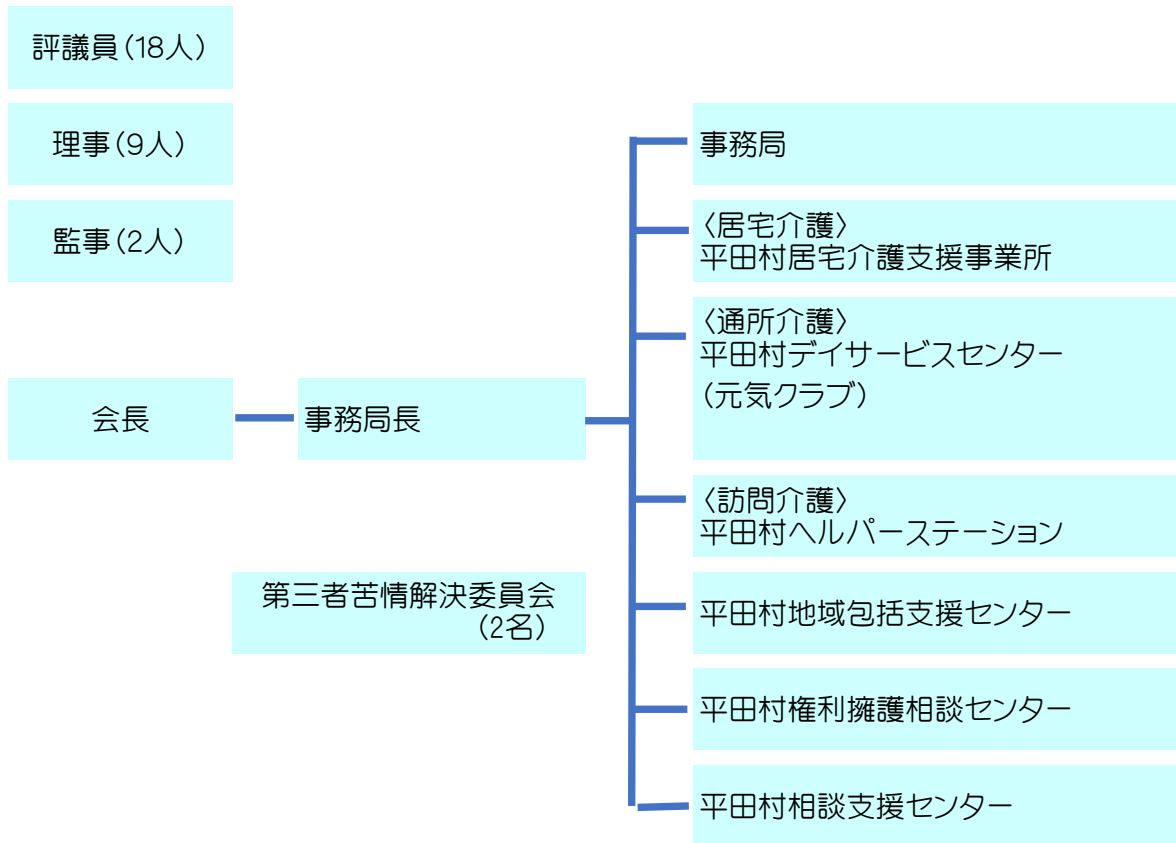 評議員(18人)
理事(9人)
監事(2人)
会長
事務局長
第三者苦情解決委員会
(2名)
事務局
〈居宅介護〉
平田村居宅介護支援事業所
〈通所介護〉
平田村デイサービスセンター
(元気クラブ)
〈訪問介護〉
平田村ヘルパーステーション
平田村地域包括支援センター
平田村権利擁護相談センター
平田村相談支援センター